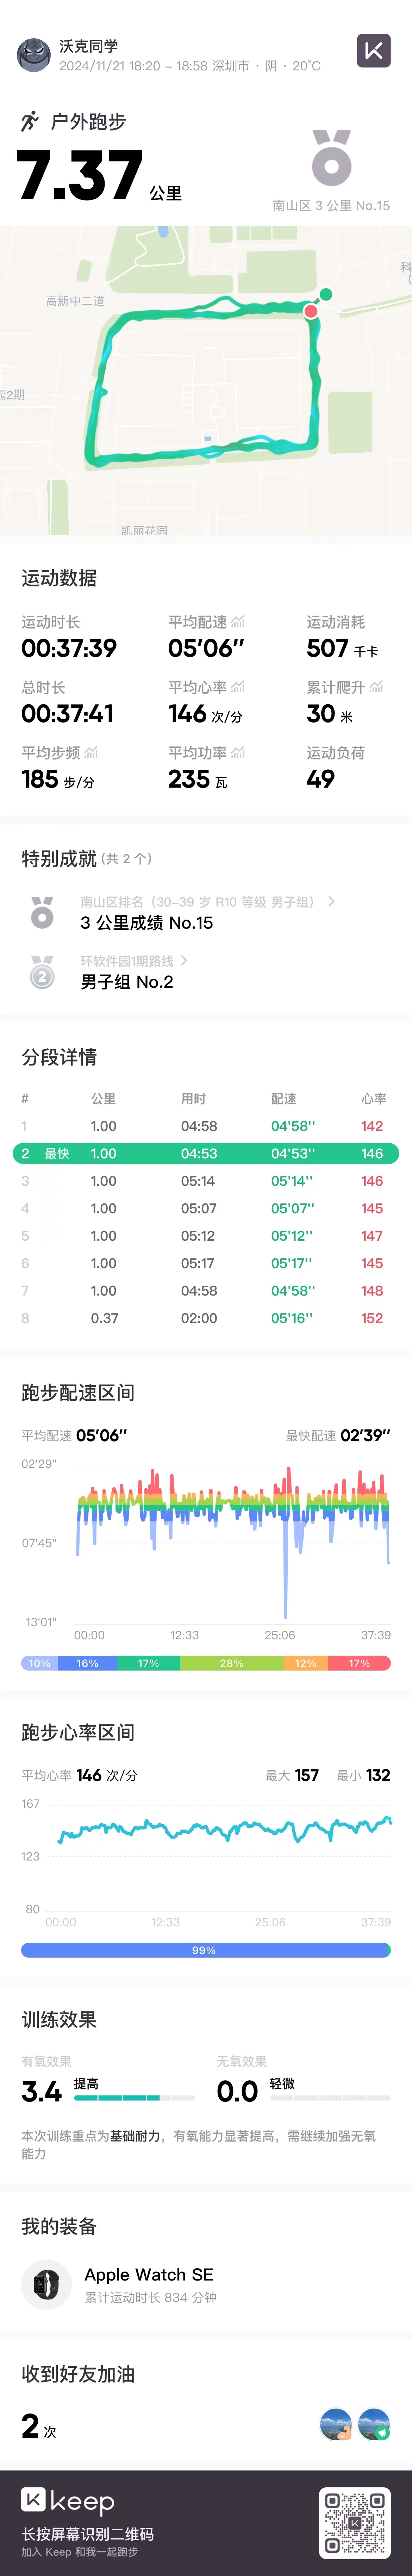 沃克同学
2024/11/21 18:20 - 18:58 深圳市 · 阴 · 20℃
户外跑步
7.37 公里
南山区 3 公里 No.15
科
(
高新中二道
园2期
凯丽花园
运动数据
运动时长 平均配速 运动消耗
00:37:39 05'06'' 507 千卡
总时长 平均心率 累计爬升
00:37:41 146 次/分 30 米
平均步频 平均功率 运动负荷
185 步/分 235 瓦 49
特别成就 (共 2 个)
南山区排名（30-39 岁 R10 等级 男子组）
3 公里成绩 No.15
环软件园1期路线
2 男子组 No.2
分段详情
# 公里 用时 配速 心率
1 1.00 04:58 04'58'' 142
2 最快 1.00 04:53 04'53'' 146
3 1.00 05:14 05'14'' 146
4 1.00 05:07 05'07'' 145
5 1.00 05:12 05'12'' 147
6 1.00 05:17 05'17'' 145
7 1.00 04:58 04'58'' 148
8 0.37 02:00 05'16'' 152
跑步配速区间
平均配速 05'06'' 最快配速 02'39''
02'29"
07'45"
13'01"
00:00 12:33 25:06 37:39
10% 16% 17% 28% 12% 17%
跑步心率区间
平均心率 146 次/分 最大 157 最小 132
167
123
80
00:00 12:33 25:06 37:39
99%
训练效果
有氧效果 无氧效果
3.4 提高 0.0 轻微
本次训练重点为基础耐力，有氧能力显著提高，需继续加强无氧
能力
我的装备
Apple Watch SE
累计运动时长 834 分钟
收到好友加油
2 次
keep
长按屏幕识别二维码
加入 Keep 和我一起跑步